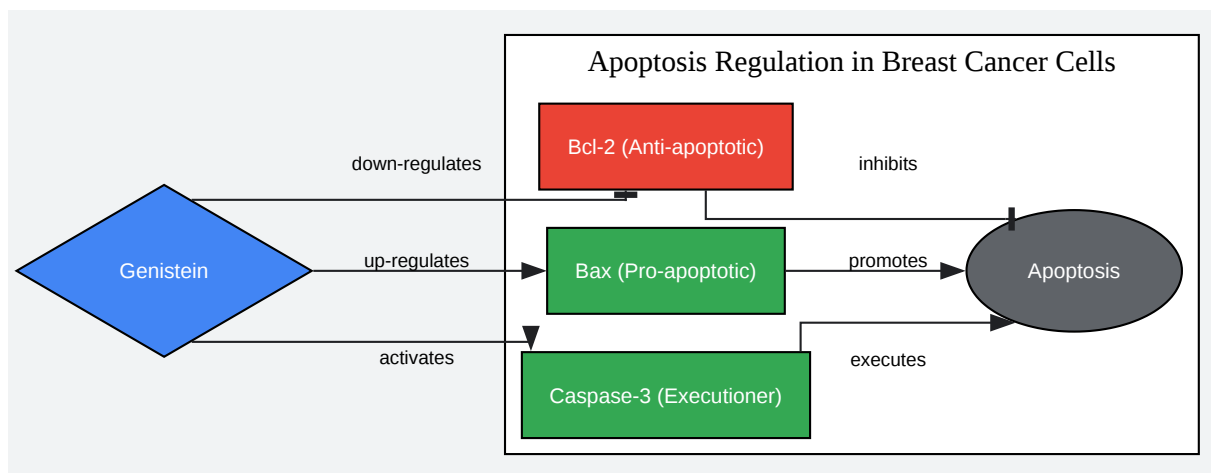 Apoptosis Regulation in Breast Cancer Cells
Bcl-2 (Anti-apoptotic)
down-regulates
inhibits
Genistein
up-regulates
Bax (Pro-apoptotic)
promotes
Apoptosis
activates
executes
Caspase-3 (Executioner)